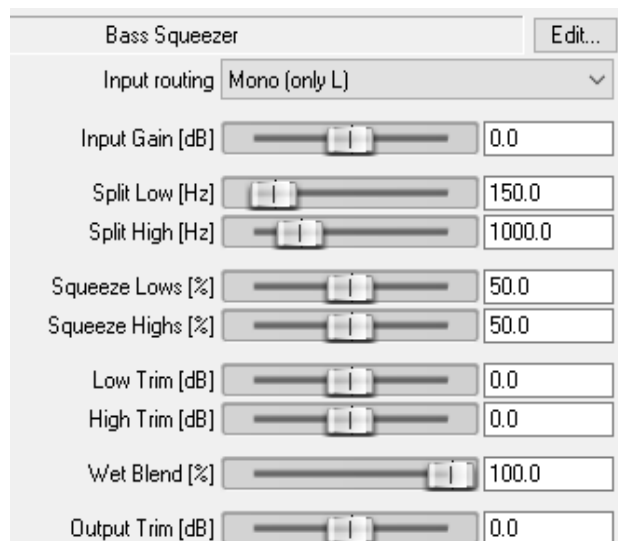 Bass Squeezer Edit...
Input routing Mono (only L)
Input Gain [dB] 0.0
Split Low [Hz] 150.0
Split High [Hz] 1000.0
Squeeze Lows [%] 50.0
Squeeze Highs [%] 50.0
Low Trim [dB] 0.0
High Trim [dB] 0.0
Wet Blend [%] 100.0
Output Trim [dB] 0.0